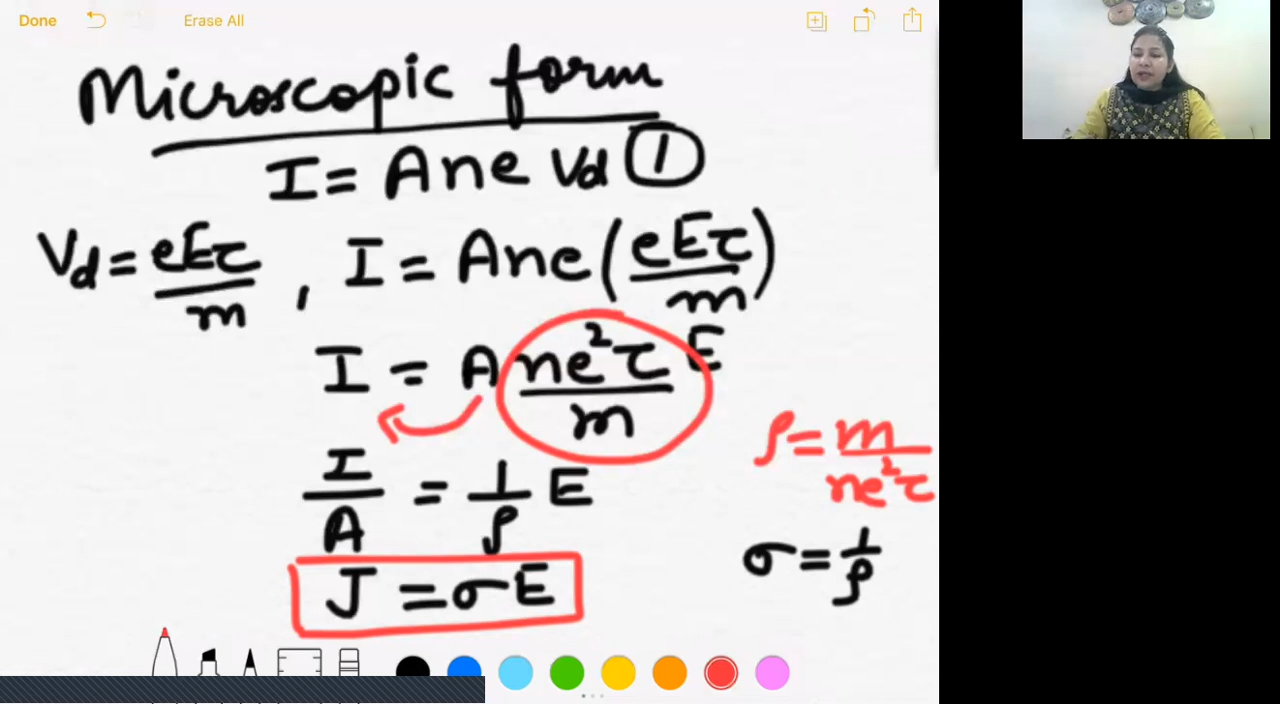 Done
Erase All
Microscopic form
I = Ane Vd ①
Vd = eEτ/m , I = Ane(eEτ/m)
I = A ne²τ/m E
I/A = 1/ρ E
ρ = m/ne²τ
J = σE
σ = 1/ρ